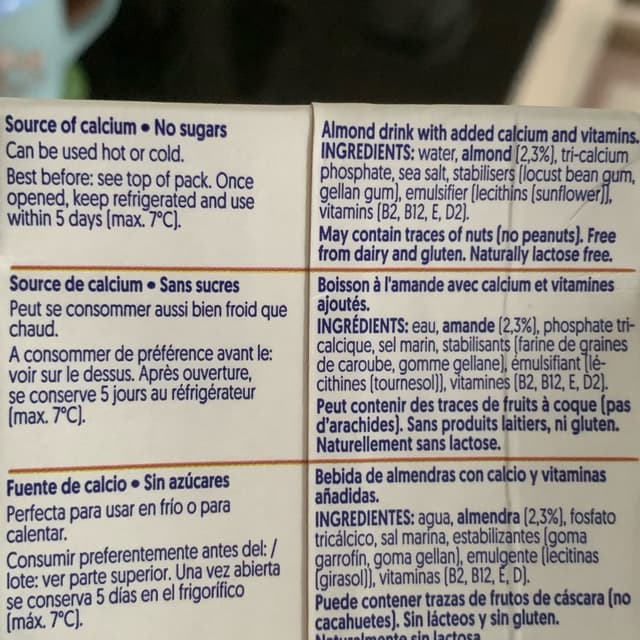 Source of calcium • No sugars
Can be used hot or cold.
Best before: see top of pack. Once
opened, keep refrigerated and use
within 5 days (max. 7°C).
Almond drink with added calcium and vitamins.
INGREDIENTS: water, almond (2,3%), tri-calcium
phosphate, sea salt, stabilisers (locust bean gum,
gellan gum), emulsifier (lecithins (sunflower)),
vitamins (B2, B12, E, D2).
May contain traces of nuts (no peanuts). Free
from dairy and gluten. Naturally lactose free.
Source de calcium • Sans sucres
Peut se consommer aussi bien froid que
chaud.
A consommer de préférence avant le:
voir sur le dessus. Après ouverture,
se conserve 5 jours au réfrigérateur
(max. 7°C).
Boisson à l'amande avec calcium et vitamines
ajoutés.
INGRÉDIENTS: eau, amande (2,3%), phosphate tri-
calcique, sel marin, stabilisants (farine de graines
de caroube, gomme gellane), émulsifiant (lé-
cithines (tournesol)), vitamines (B2, B12, E, D2).
Peut contenir des traces de fruits à coque (pas
d'arachides). Sans produits laitiers, ni gluten.
Naturellement sans lactose.
Fuente de calcio • Sin azúcares
Perfecta para usar en frío o para
calentar.
Consumir preferentemente antes del: /
lote: ver parte superior. Una vez abierta
se conserva 5 días en el frigorífico
(máx. 7°C).
Bebida de almendras con calcio y vitaminas
añadidas.
INGREDIENTES: agua, almendra (2,3%), fosfato
tricálcico, sal marina, estabilizantes (goma
garrofín, goma gellan), emulgente (lecitinas
(girasol)), vitaminas (B2, B12, E, D).
Puede contener trazas de frutos de cáscara (no
cacahuetes). Sin lácteos y sin gluten.
Naturalmente sin lactosa